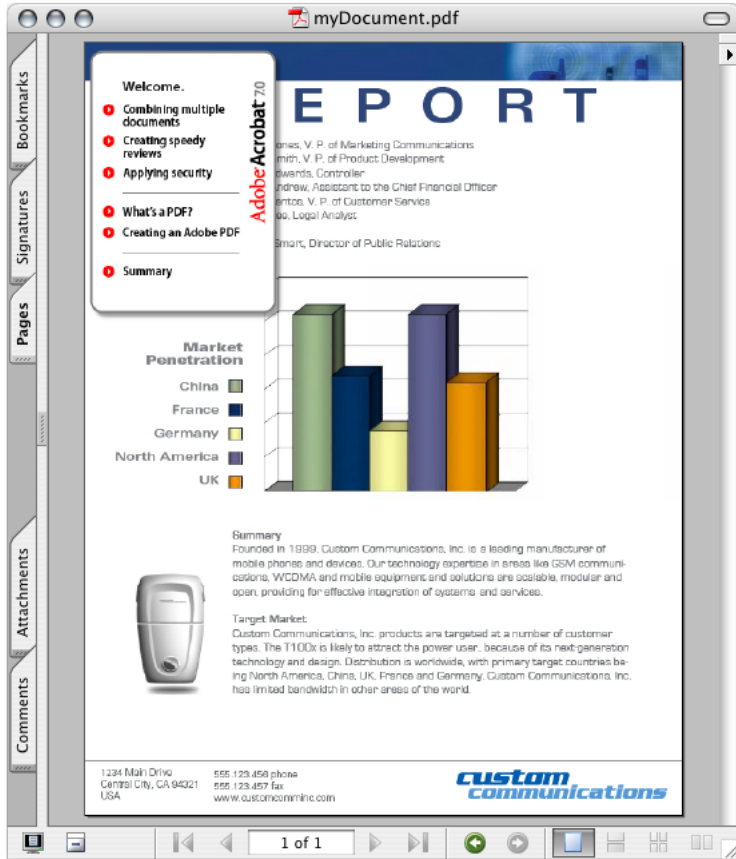 myDocument.pdf
Bookmarks
Signatures
Pages
Attachments
Comments
Welcome.
Combining multiple
documents
Creating speedy
reviews
Applying security
What's a PDF?
Creating an Adobe PDF
Summary
Adobe Acrobat 7.0
EPORT
ones, V. P. of Marketing Communications
mith, V. P. of Product Development
dwards, Controller
ndrew, Assistant to the Chief Financial Officer
V. P. of Customer Service
Legal Analyst
Smart, Director of Public Relations
Market
Penetration
China
France
Germany
North America
UK
Summary
Founded in 1999, Custom Communications, Inc. is a leading manufacturer of
mobile phones and devices. Our technology expertise in areas like GSM communi-
cations, WCDMA and mobile equipment and solutions are scalable, modular and
open, providing for effective integration of systems and services.
Target Market
Custom Communications, Inc. products are targeted at a number of customer
types. The T100x is likely to attract the power user, because of its next-generation
technology and design. Distribution is worldwide, with primary target countries be-
ing North America, China, UK, France and Germany. Custom Communications, Inc.
has limited bandwidth in other areas of the world.
1234 Main Drive
Central City, CA 94321
USA
555.123.456 phone
555.123.457 fax
www.customcomminc.com
custom
communications
1 of 1